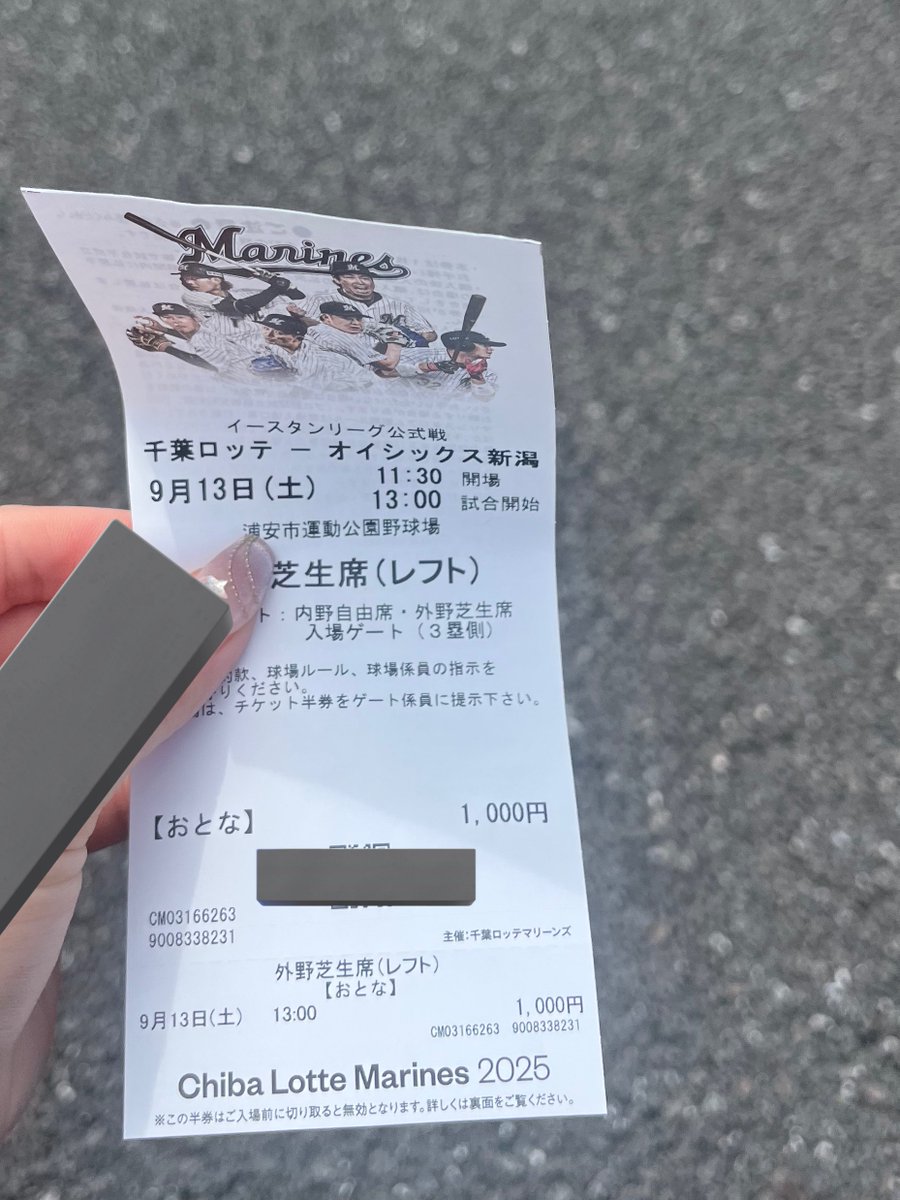 Marines
イースタンリーグ公式戦
千葉ロッテ － オイシックス新潟
9月13日(土) 11:30 開場
13:00 試合開始
浦安市運動公園野球場
芝生席(レフト)
ト：内野自由席・外野芝生席
入場ゲート（3塁側）
款、球場ルール、球場係員の指示を
りください。
は、チケット半券をゲート係員に提示下さい。
【おとな】 1,000円
CM03166263
9008338231
主催：千葉ロッテマリーンズ
外野芝生席(レフト)
【おとな】
9月13日(土) 13:00 1,000円
CM03166263 9008338231
Chiba Lotte Marines 2025
※この半券はご入場前に切り取ると無効となります。詳しくは裏面をご覧ください。